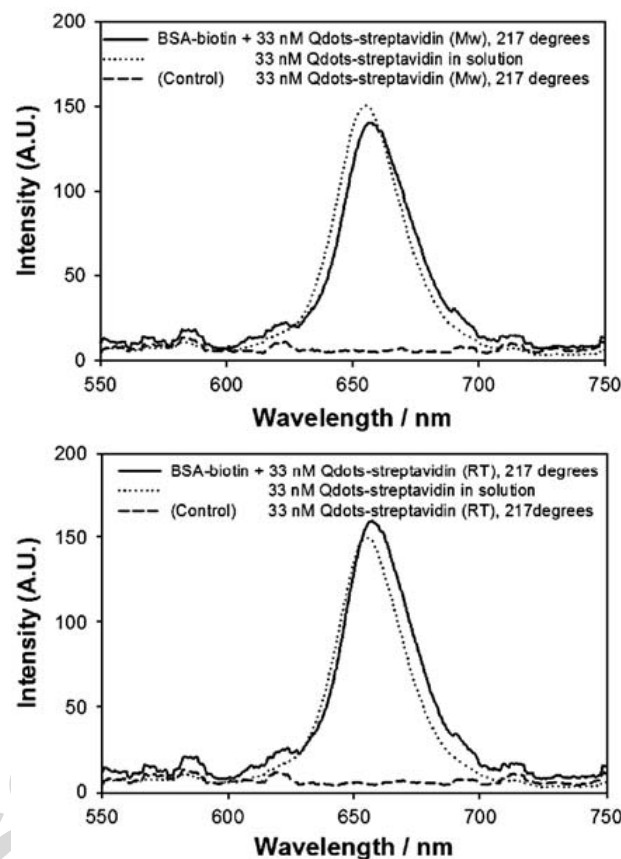 BSA-biotin + 33 nM Qdots-streptavidin (Mw), 217 degrees
33 nM Qdots-streptavidin in solution
(Control) 33 nM Qdots-streptavidin (Mw), 217 degrees
200
150
100
50
0
Intensity (A.U.)
550 600 650 700 750
Wavelength / nm
BSA-biotin + 33 nM Qdots-streptavidin (RT), 217 degrees
33 nM Qdots-streptavidin in solution
(Control) 33 nM Qdots-streptavidin (RT), 217degrees
200
150
100
50
0
Intensity (A.U.)
550 600 650 700 750
Wavelength / nm